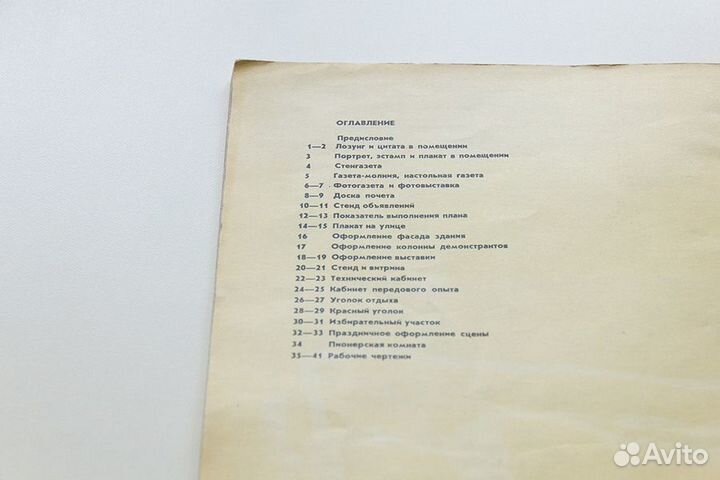 ОГЛАВЛЕНИЕ
Предисловие
1—2 Лозунг и цитата в помещении
3 Портрет, эстамп и плакат в помещении
4 Стенгазета
5 Газета-молния, настольная газета
6—7 Фотогазета и фотовыставка
8—9 Доска почета
10—11 Стенд объявлений
12—13 Показатель выполнения плана
14—15 Плакат на улице
16 Оформление фасада здания
17 Оформление колонны демонстрантов
18—19 Оформление выставки
20—21 Стенд и витрина
22—23 Технический кабинет
24—25 Кабинет передового опыта
26—27 Уголок отдыха
28—29 Красный уголок
30—31 Избирательный участок
32—33 Праздничное оформление сцены
34 Пионерская комната
35—41 Рабочие чертежи
Avito